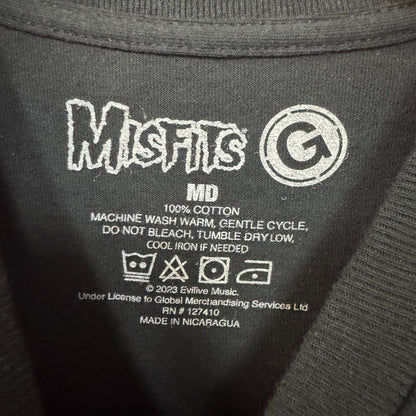 MISFITS G
MD
100% COTTON
MACHINE WASH WARM, GENTLE CYCLE,
DO NOT BLEACH, TUMBLE DRY LOW,
COOL IRON IF NEEDED
© 2023 Evilive Music.
Under License to Global Merchandising Services Ltd
RN # 127410
MADE IN NICARAGUA